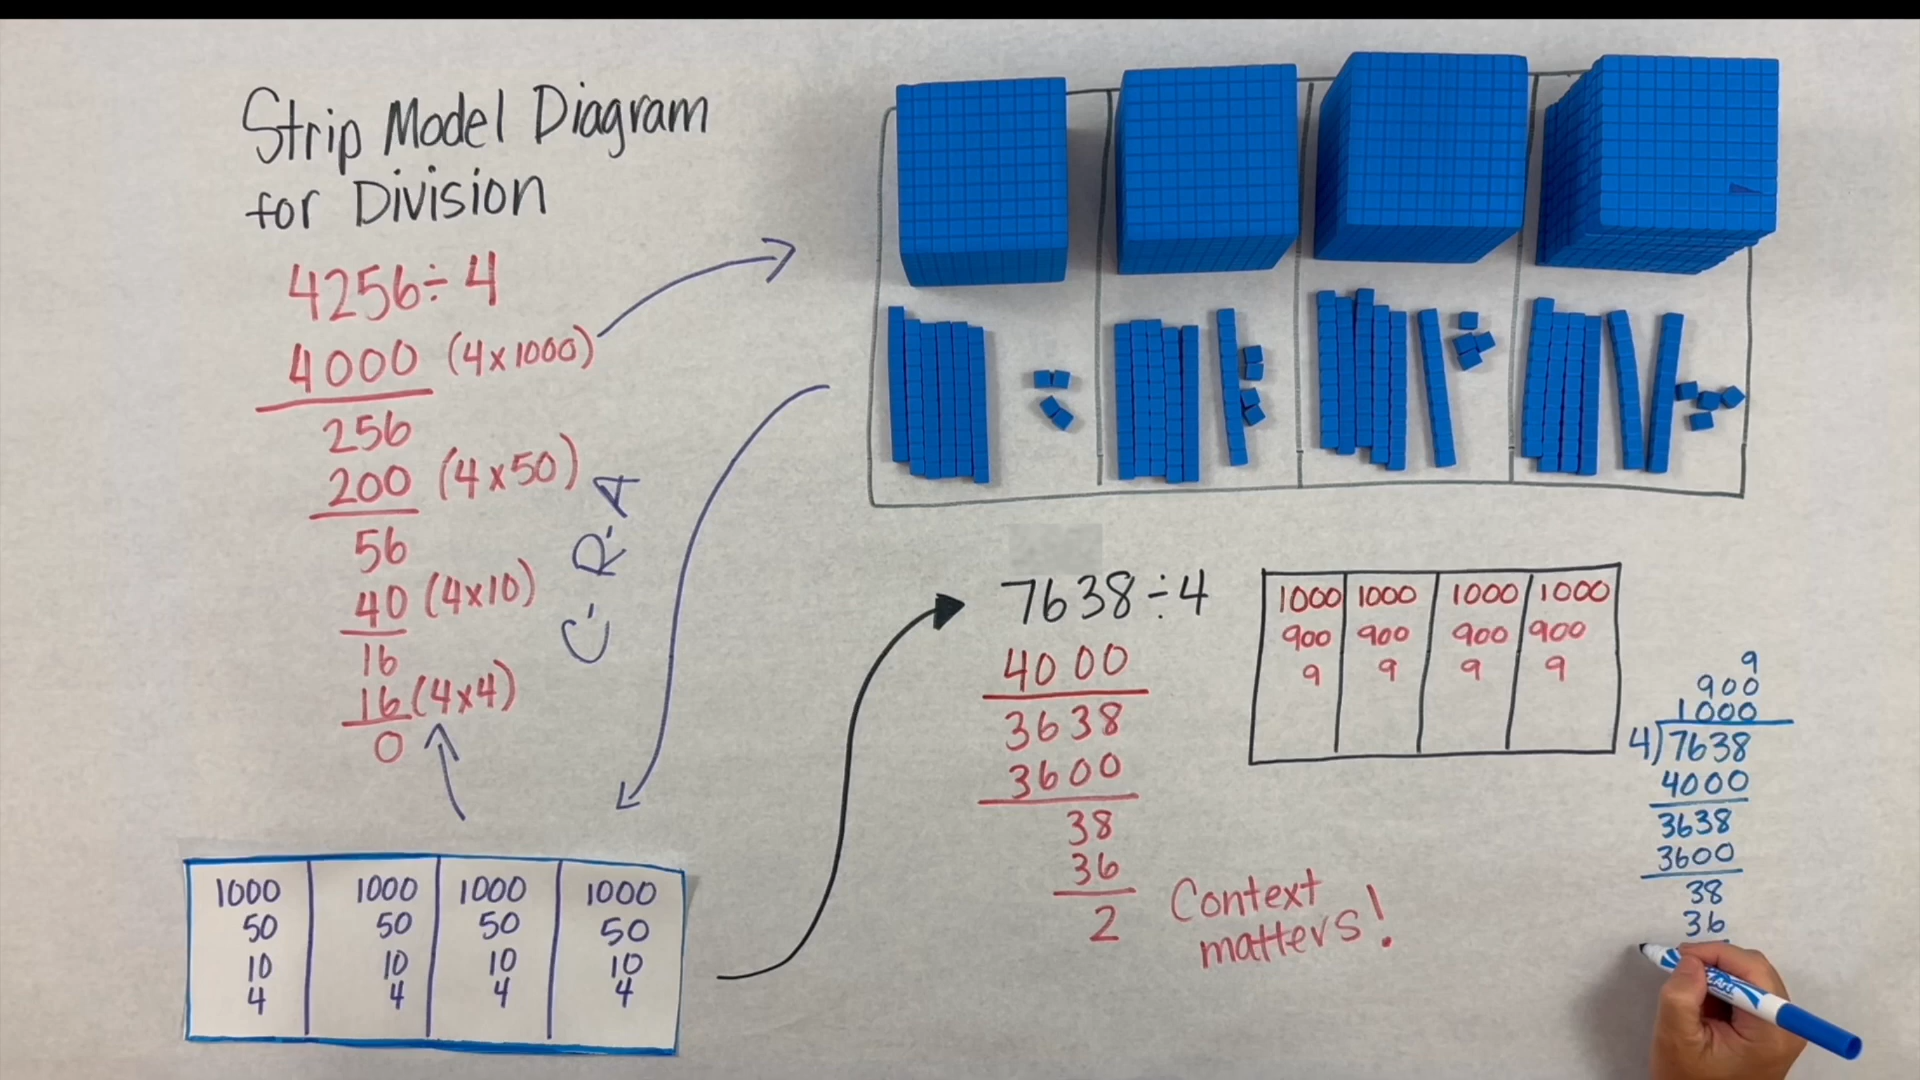 Strip Model Diagram
for Division
4256÷4
4000 (4x1000)
256
200 (4x50)
56
40 (4x10)
16
16 (4x4)
0
C-R-A
1000 1000 1000 1000
50 50 50 50
10 10 10 10
4 4 4 4
7638÷4
4000
3638
3600
38
36
2
Context
matters!
1000 1000 1000 1000
900 900 900 900
9 9 9 9
9
900
1000
4)7638
4000
3638
3600
38
36